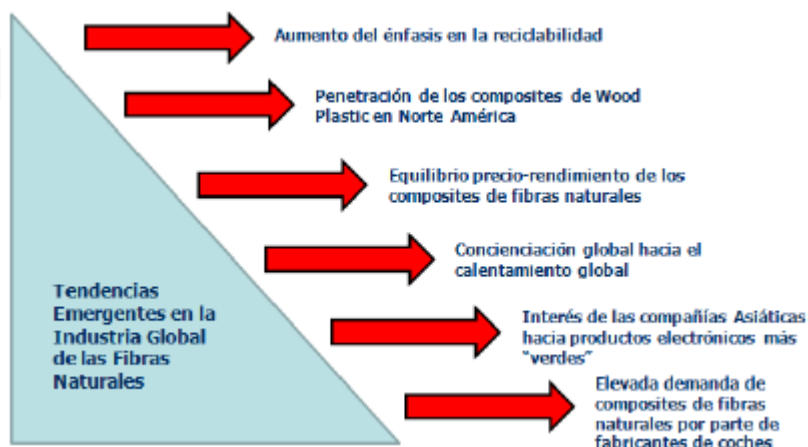 Aumento del énfasis en la reciclabilidad
Penetración de los composites de Wood
Plastic en Norte América
Equilibrio precio-rendimiento de los
composites de fibras naturales
Concienciación global hacia el
calentamiento global
Interés de las compañías Asiáticas
hacia productos electrónicos más
"verdes"
Elevada demanda de
composites de fibras
naturales por parte de
fabricantes de coches
Tendencias
Emergentes en la
Industria Global
de las Fibras
Naturales